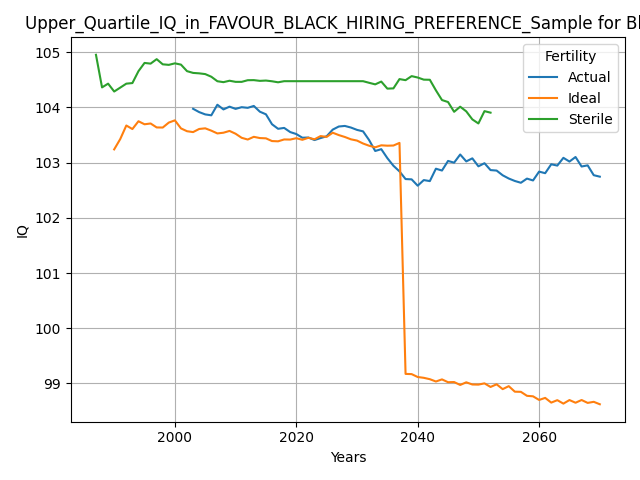 Upper_Quartile_IQ_in_FAVOUR_BLACK_HIRING_PREFERENCE_Sample for Bl
105
104
103
102
101
100
99
IQ
Fertility
Actual
Ideal
Sterile
2000
2020
2040
2060
Years